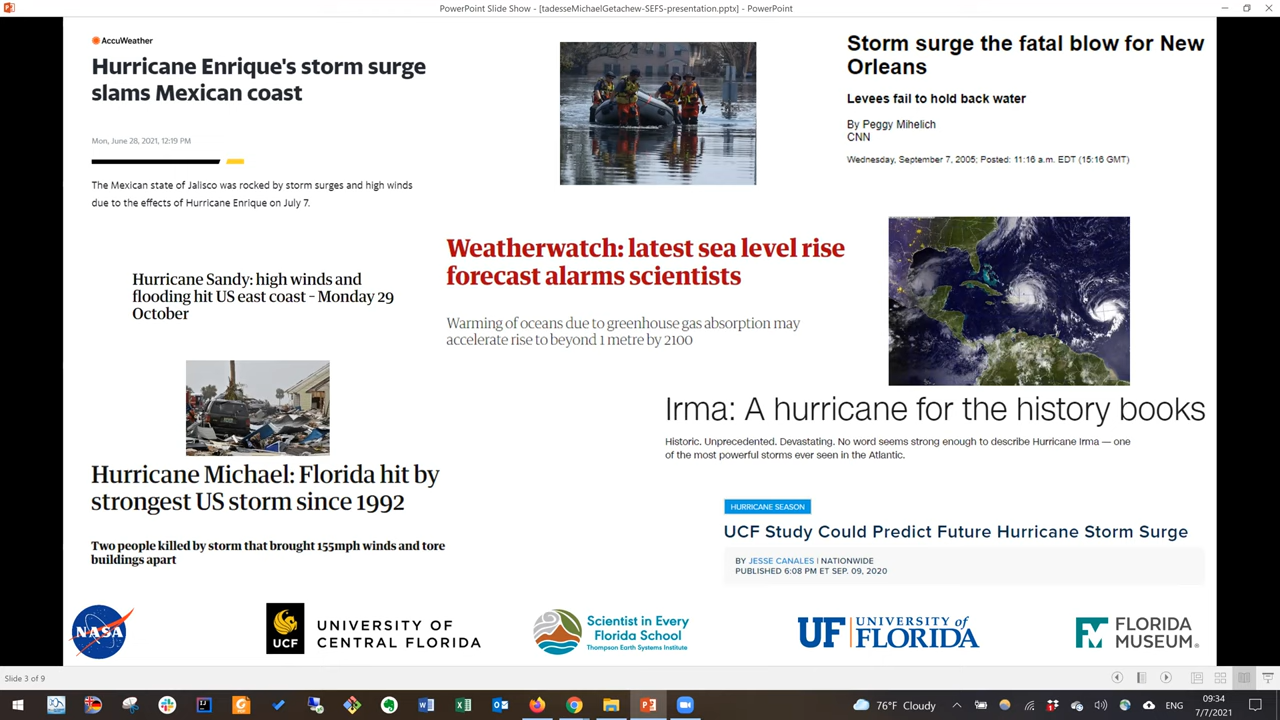 PowerPoint Slide Show - [tadesseMichaelGetachew-SEFS-presentation.pptx] - PowerPoint
AccuWeather
Hurricane Enrique's storm surge
slams Mexican coast
Mon, June 28, 2021, 12:19 PM
The Mexican state of Jalisco was rocked by storm surges and high winds
due to the effects of Hurricane Enrique on July 7.
Storm surge the fatal blow for New
Orleans
Levees fail to hold back water
By Peggy Mihelich
CNN
Wednesday, September 7, 2005; Posted: 11:16 a.m. EDT (15:16 GMT)
Hurricane Sandy: high winds and
flooding hit US east coast – Monday 29
October
Weatherwatch: latest sea level rise
forecast alarms scientists
Warming of oceans due to greenhouse gas absorption may
accelerate rise to beyond 1 metre by 2100
Irma: A hurricane for the history books
Historic. Unprecedented. Devastating. No word seems strong enough to describe Hurricane Irma — one
of the most powerful storms ever seen in the Atlantic.
Hurricane Michael: Florida hit by
strongest US storm since 1992
Two people killed by storm that brought 155mph winds and tore
buildings apart
HURRICANE SEASON
UCF Study Could Predict Future Hurricane Storm Surge
BY JESSE CANALES | NATIONWIDE
PUBLISHED 6:08 PM ET SEP. 09, 2020
NASA
UCF
UNIVERSITY OF
CENTRAL FLORIDA
Scientist in Every
Florida School
Thompson Earth Systems Institute
UF
UNIVERSITY of
FLORIDA
FLORIDA
MUSEUM®
Slide 3 of 9
76°F Cloudy
09:34
7/7/2021